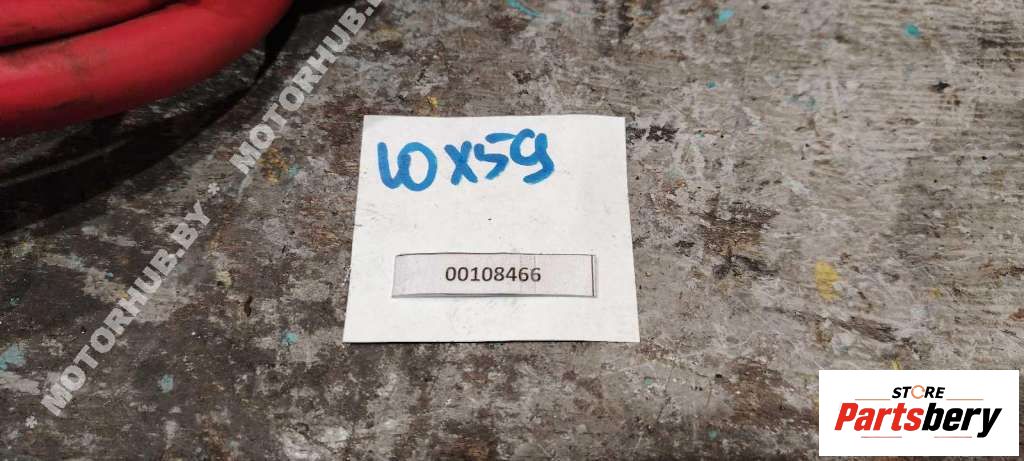 MOTORHUB.BY * MOTORHUB.BY
10X59
00108466
STORE
Partsbery